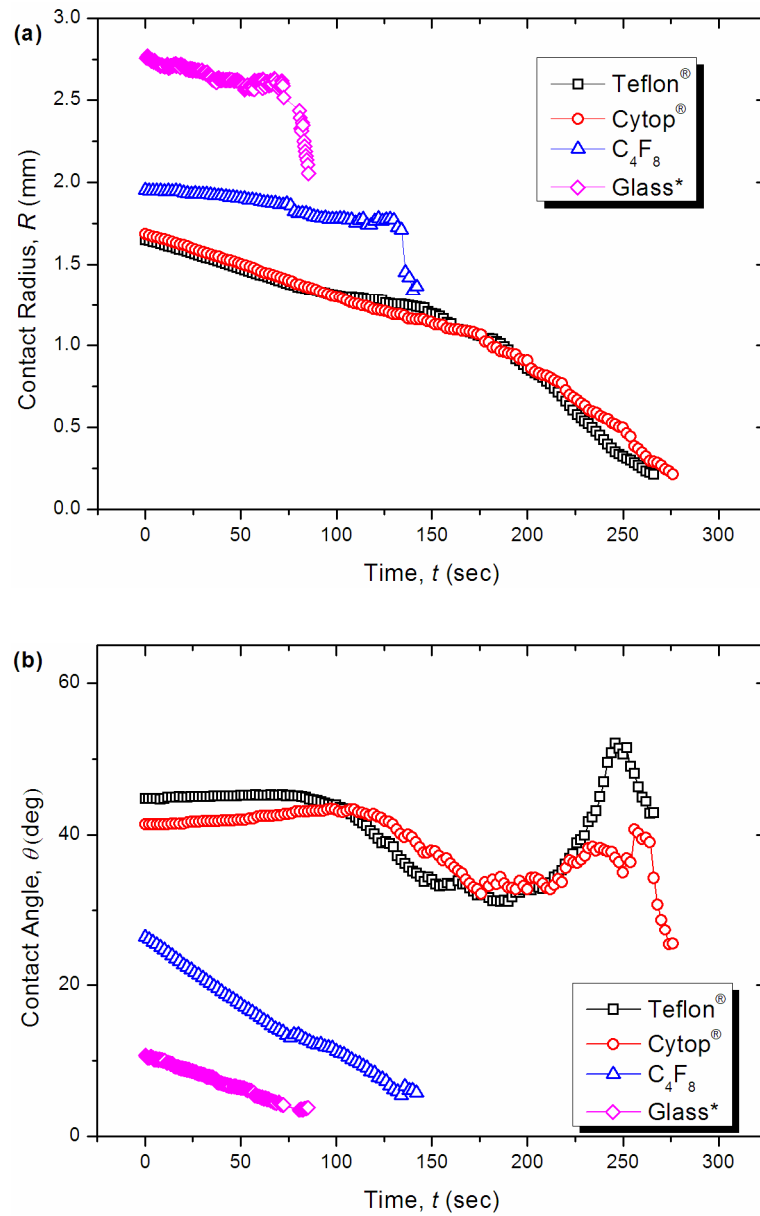 (a)
3.0
2.5
2.0
1.5
1.0
0.5
0.0
Contact Radius, R (mm)
Teflon®
Cytop®
C₄F₈
Glass*
0 50 100 150 200 250 300
Time, t (sec)
(b)
60
40
20
0
Contact Angle, θ (deg)
Teflon®
Cytop®
C₄F₈
Glass*
0 50 100 150 200 250 300
Time, t (sec)